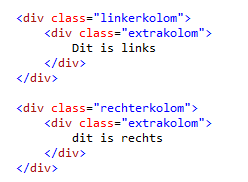 <div class="linkerkolom">
    <div class="extrakolom">
        Dit is links
    </div>
</div>

<div class="rechterkolom">
    <div class="extrakolom">
        dit is rechts
    </div>
</div>